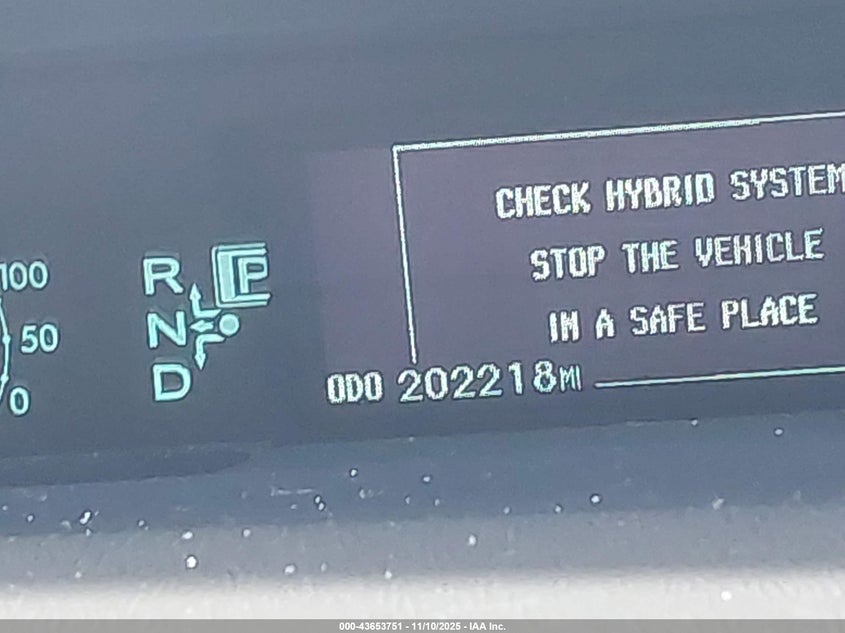 CHECK HYBRID SYSTEM
STOP THE VEHICLE
IN A SAFE PLACE
100
50
0
R P
N
D
ODO 202218MI
000-43653751 - 11/10/2025 - IAA Inc.